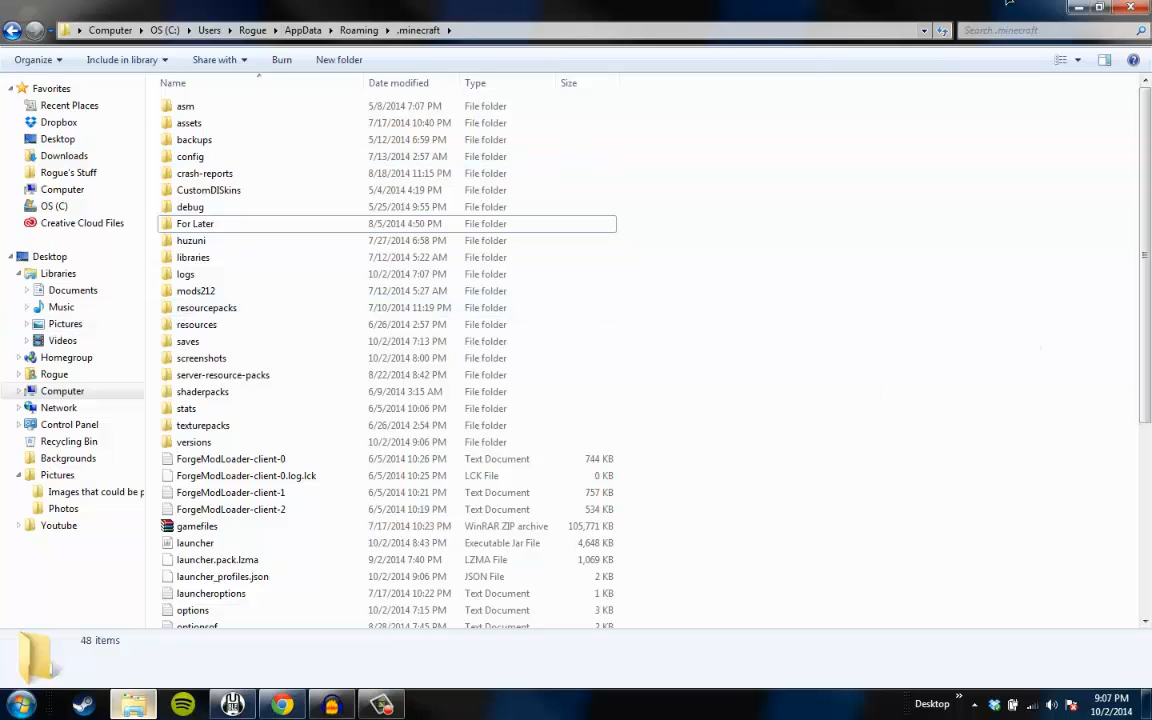 Computer OS (C:) Users Rogue AppData Roaming .minecraft Search .minecraft
Organize Include in library Share with Burn New folder
Name Date modified Type Size
Favorites
Recent Places
Dropbox
Desktop
Downloads
Rogue's Stuff
Computer
OS (C)
Creative Cloud Files
Desktop
Libraries
Documents
Music
Pictures
Videos
Homegroup
Rogue
Computer
Network
Control Panel
Recycling Bin
Backgrounds
Pictures
Images that could be p
Photos
Youtube
asm 5/8/2014 7:07 PM File folder
assets 7/17/2014 10:40 PM File folder
backups 5/12/2014 6:59 PM File folder
config 7/13/2014 2:57 AM File folder
crash-reports 8/18/2014 11:15 PM File folder
CustomDISkins 5/4/2014 4:19 PM File folder
debug 5/25/2014 9:55 PM File folder
For Later 8/5/2014 4:50 PM File folder
huzuni 7/27/2014 6:58 PM File folder
libraries 7/12/2014 5:22 AM File folder
logs 10/2/2014 7:07 PM File folder
mods212 7/12/2014 5:27 AM File folder
resourcepacks 7/10/2014 11:19 PM File folder
resources 6/26/2014 2:57 PM File folder
saves 10/2/2014 7:13 PM File folder
screenshots 10/2/2014 8:00 PM File folder
server-resource-packs 8/22/2014 8:42 PM File folder
shaderpacks 6/9/2014 3:15 AM File folder
stats 6/5/2014 10:06 PM File folder
texturepacks 6/26/2014 2:54 PM File folder
versions 10/2/2014 9:06 PM File folder
ForgeModLoader-client-0 6/5/2014 10:26 PM Text Document 744 KB
ForgeModLoader-client-0.log.lck 6/5/2014 10:25 PM LCK File 0 KB
ForgeModLoader-client-1 6/5/2014 10:21 PM Text Document 757 KB
ForgeModLoader-client-2 6/5/2014 10:19 PM Text Document 534 KB
gamefiles 7/17/2014 10:23 PM WinRAR ZIP archive 105,771 KB
launcher 10/2/2014 8:43 PM Executable Jar File 4,648 KB
launcher.pack.lzma 9/2/2014 7:40 PM LZMA File 1,069 KB
launcher_profiles.json 10/2/2014 9:06 PM JSON File 2 KB
launcheroptions 7/17/2014 10:22 PM Text Document 1 KB
options 10/2/2014 7:15 PM Text Document 3 KB
optionsof 8/28/2014 7:45 PM Text Document 2 KB
48 items
Desktop
9:07 PM
10/2/2014